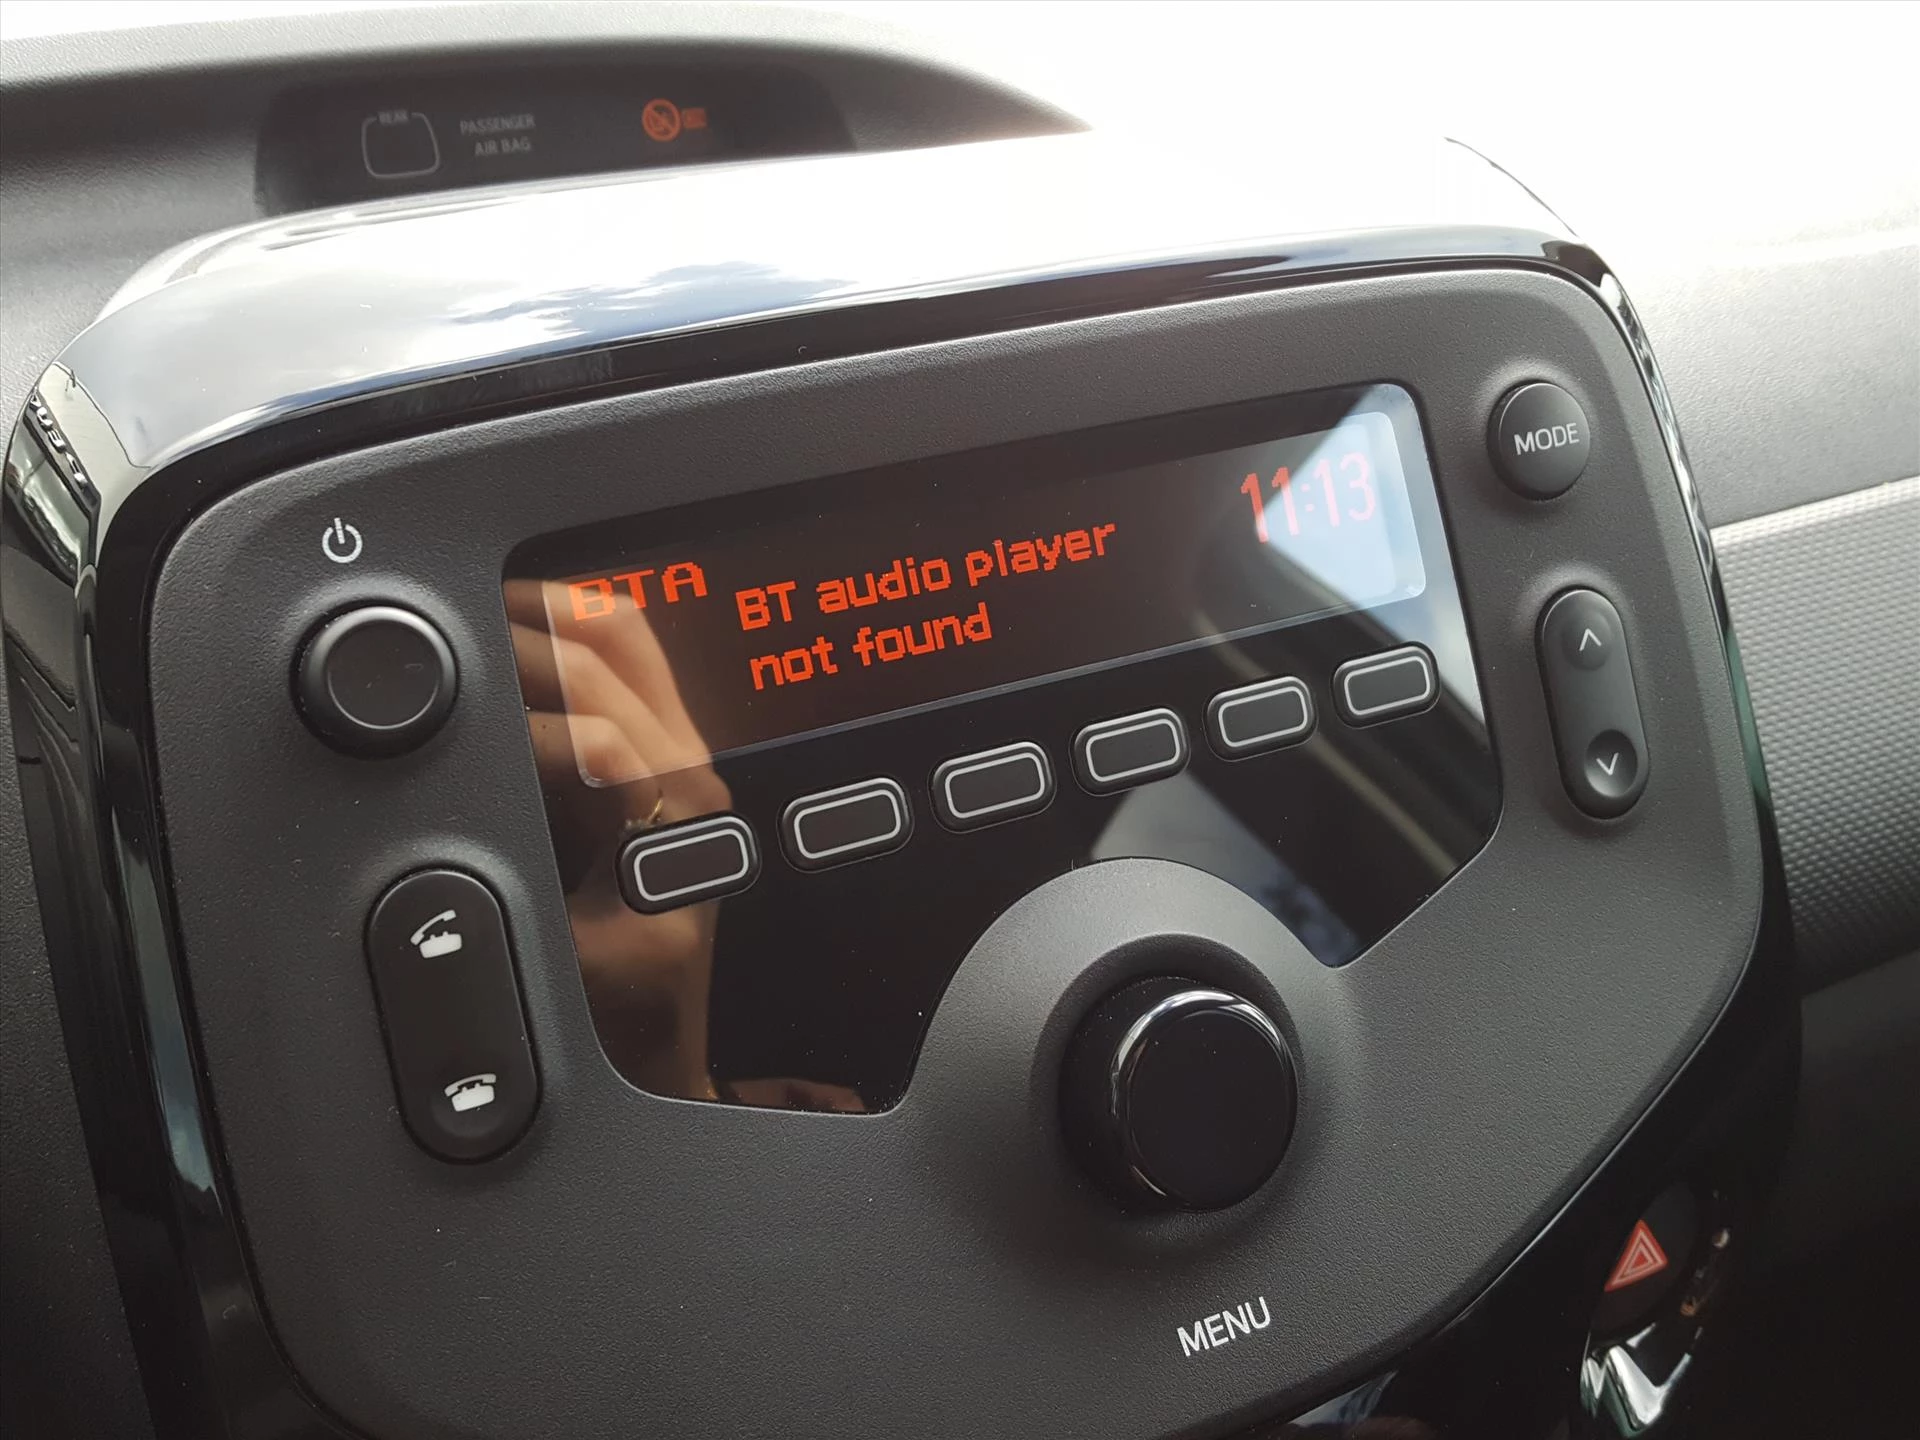 REAR
PASSENGER
AIR BAG
11:13
BTA
BT audio player
not found
MODE
MENU